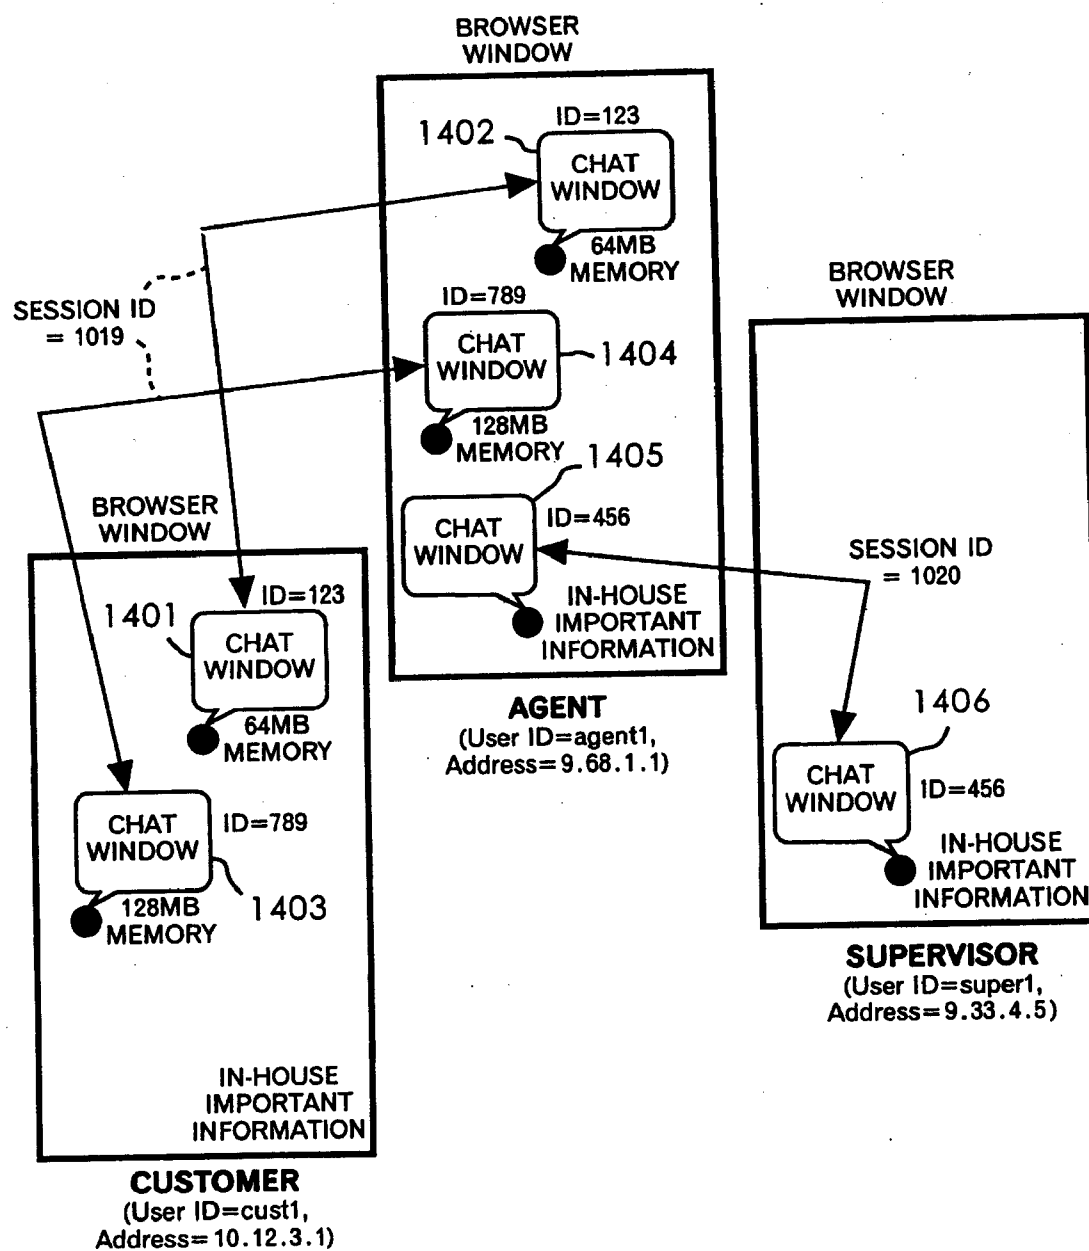 BROWSER
WINDOW
ID=123
1402
CHAT
WINDOW
64MB
MEMORY
SESSION ID
= 1019
ID=789
CHAT
WINDOW
1404
128MB
MEMORY
1405
CHAT
WINDOW
ID=456
IN-HOUSE
IMPORTANT
INFORMATION
AGENT
(User ID=agent1,
Address=9.68.1.1)
BROWSER
WINDOW
SESSION ID
= 1020
1406
CHAT
WINDOW
ID=456
IN-HOUSE
IMPORTANT
INFORMATION
SUPERVISOR
(User ID=super1,
Address=9.33.4.5)
BROWSER
WINDOW
ID=123
1401
CHAT
WINDOW
64MB
MEMORY
CHAT
WINDOW
ID=789
1403
128MB
MEMORY
IN-HOUSE
IMPORTANT
INFORMATION
CUSTOMER
(User ID=cust1,
Address=10.12.3.1)